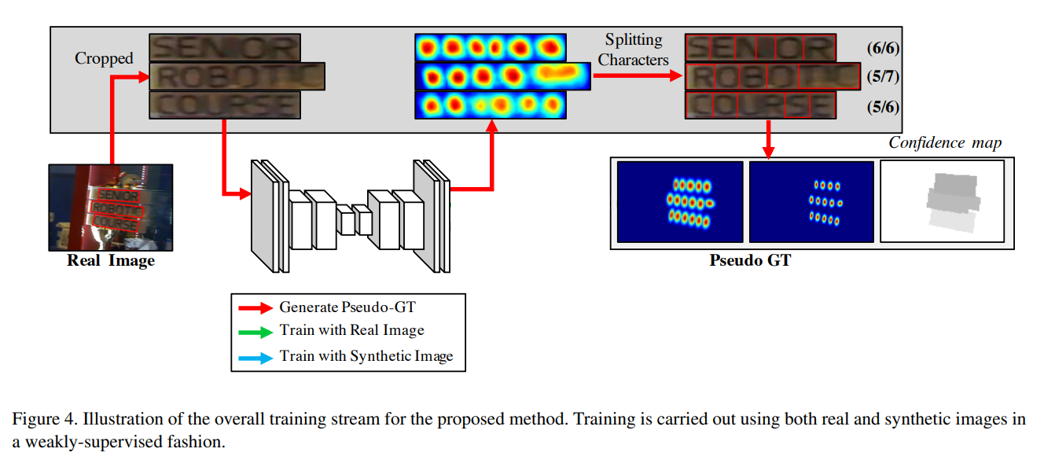 Cropped
SENIOR
ROBOTIC
COURSE
Splitting
Characters
SENIOR
ROBOTIC
COURSE
(6/6)
(5/7)
(5/6)
Confidence map
SENIOR
ROBOTIC
COURSE
Real Image
Pseudo GT
Generate Pseudo-GT
Train with Real Image
Train with Synthetic Image
Figure 4. Illustration of the overall training stream for the proposed method. Training is carried out using both real and synthetic images in
a weakly-supervised fashion.